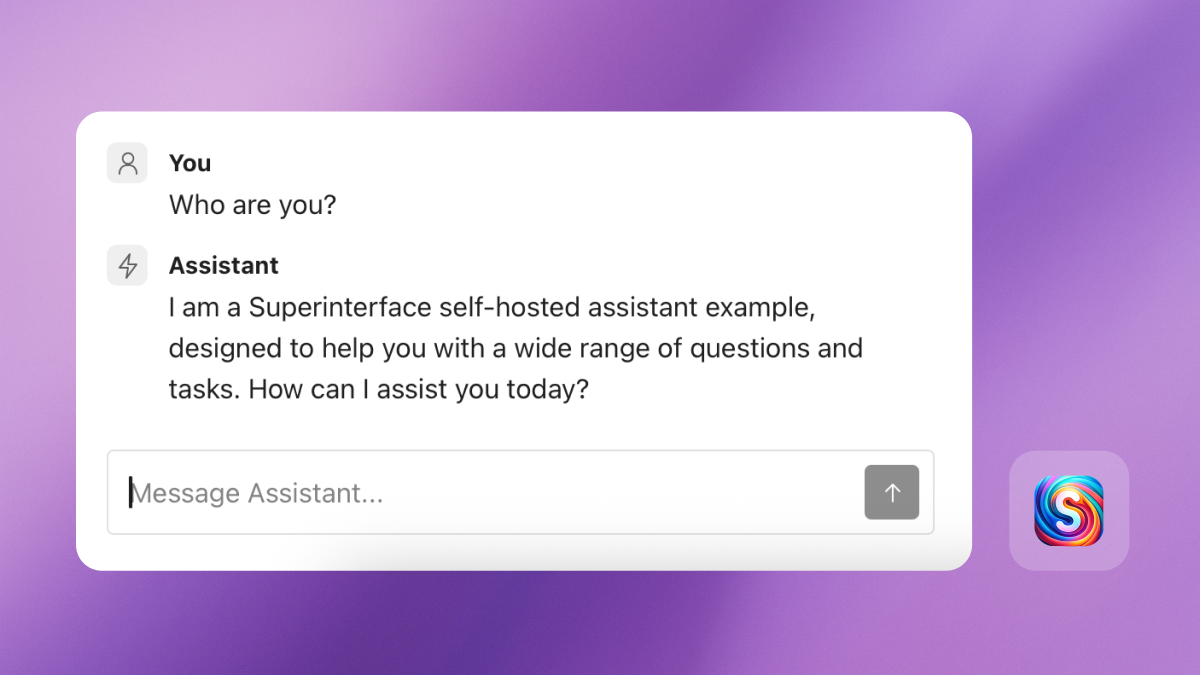 You
Who are you?
Assistant
I am a Superinterface self-hosted assistant example,
designed to help you with a wide range of questions and
tasks. How can I assist you today?
Message Assistant...
S